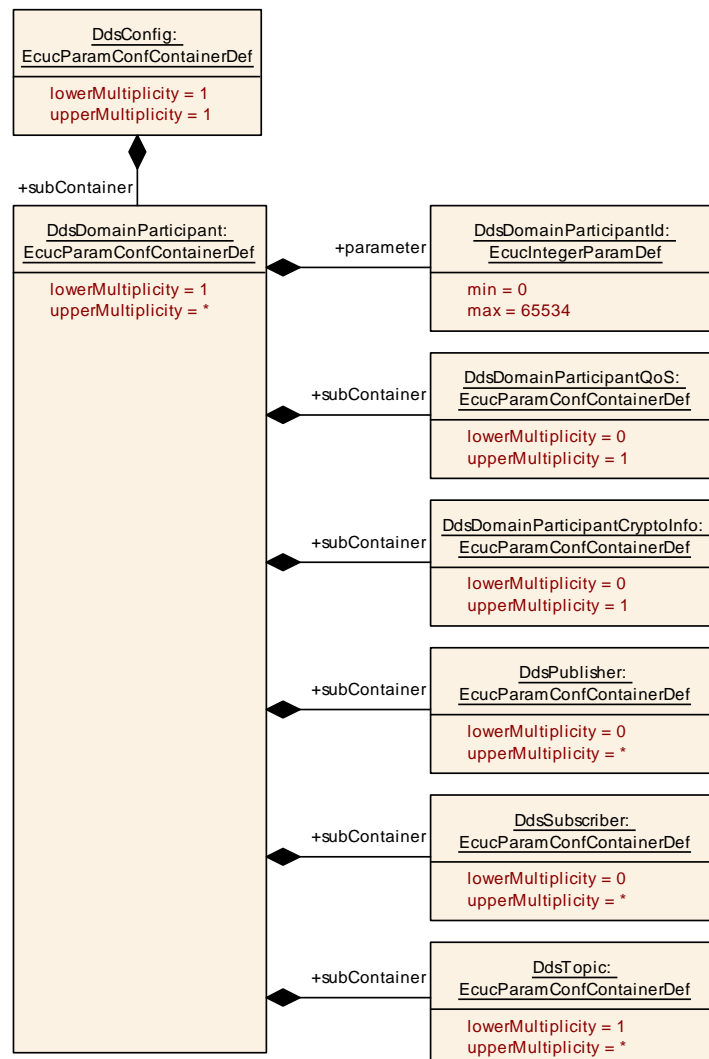 DdsConfig:
EcucParamConfContainerDef
lowerMultiplicity = 1
upperMultiplicity = 1
+subContainer
DdsDomainParticipant:
EcucParamConfContainerDef
lowerMultiplicity = 1
upperMultiplicity = *
+parameter
DdsDomainParticipantId:
EcucIntegerParamDef
min = 0
max = 65534
+subContainer
DdsDomainParticipantQoS:
EcucParamConfContainerDef
lowerMultiplicity = 0
upperMultiplicity = 1
+subContainer
DdsDomainParticipantCryptoInfo:
EcucParamConfContainerDef
lowerMultiplicity = 0
upperMultiplicity = 1
+subContainer
DdsPublisher:
EcucParamConfContainerDef
lowerMultiplicity = 0
upperMultiplicity = *
+subContainer
DdsSubscriber:
EcucParamConfContainerDef
lowerMultiplicity = 0
upperMultiplicity = *
+subContainer
DdsTopic:
EcucParamConfContainerDef
lowerMultiplicity = 1
upperMultiplicity = *